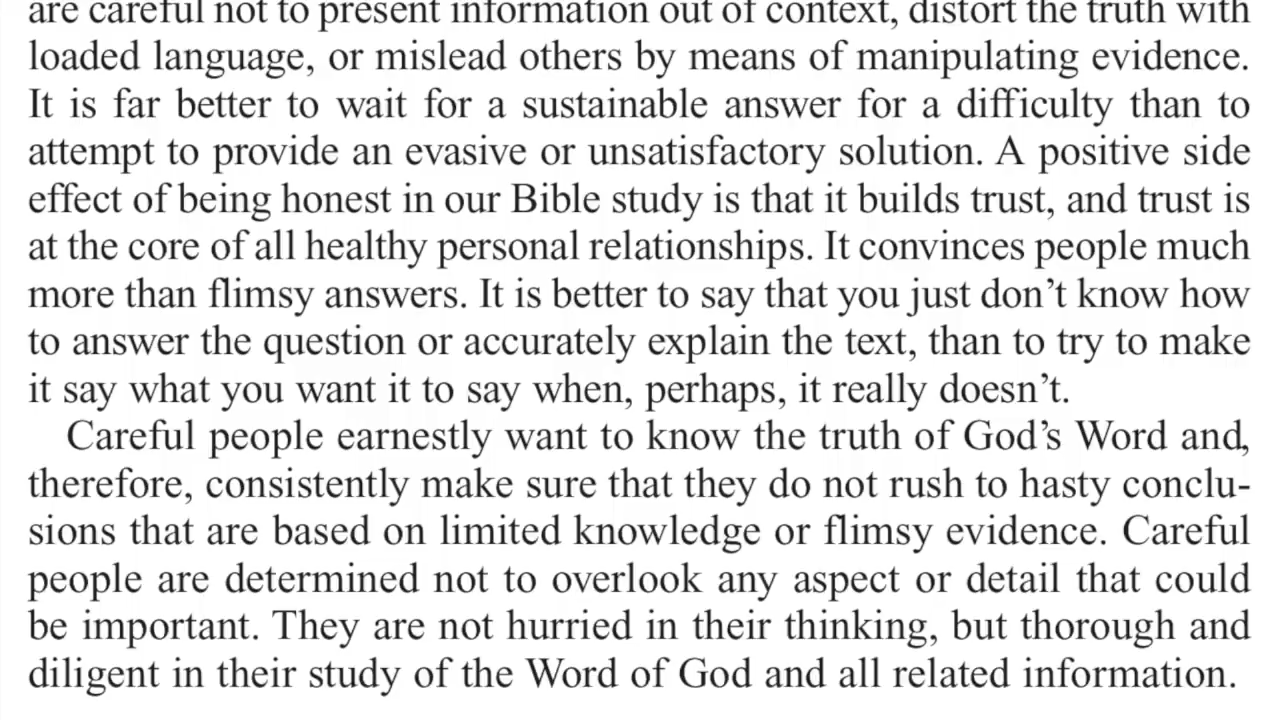 are careful not to present information out of context, distort the truth with
loaded language, or mislead others by means of manipulating evidence.
It is far better to wait for a sustainable answer for a difficulty than to
attempt to provide an evasive or unsatisfactory solution. A positive side
effect of being honest in our Bible study is that it builds trust, and trust is
at the core of all healthy personal relationships. It convinces people much
more than flimsy answers. It is better to say that you just don’t know how
to answer the question or accurately explain the text, than to try to make
it say what you want it to say when, perhaps, it really doesn’t.
Careful people earnestly want to know the truth of God’s Word and,
therefore, consistently make sure that they do not rush to hasty conclu-
sions that are based on limited knowledge or flimsy evidence. Careful
people are determined not to overlook any aspect or detail that could
be important. They are not hurried in their thinking, but thorough and
diligent in their study of the Word of God and all related information.